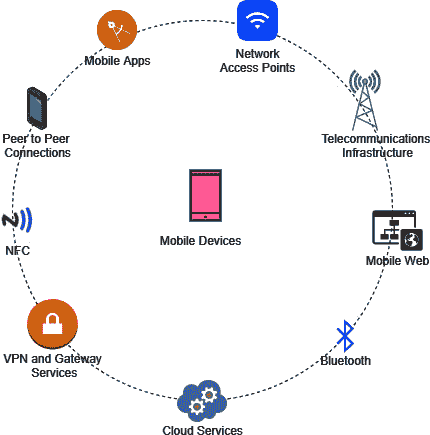 Mobile Apps
Network
Access Points
Peer to Peer
Connections
Telecommunications
Infrastructure
Mobile Devices
NFC
Mobile Web
VPN and Gateway
Services
Bluetooth
Cloud Services